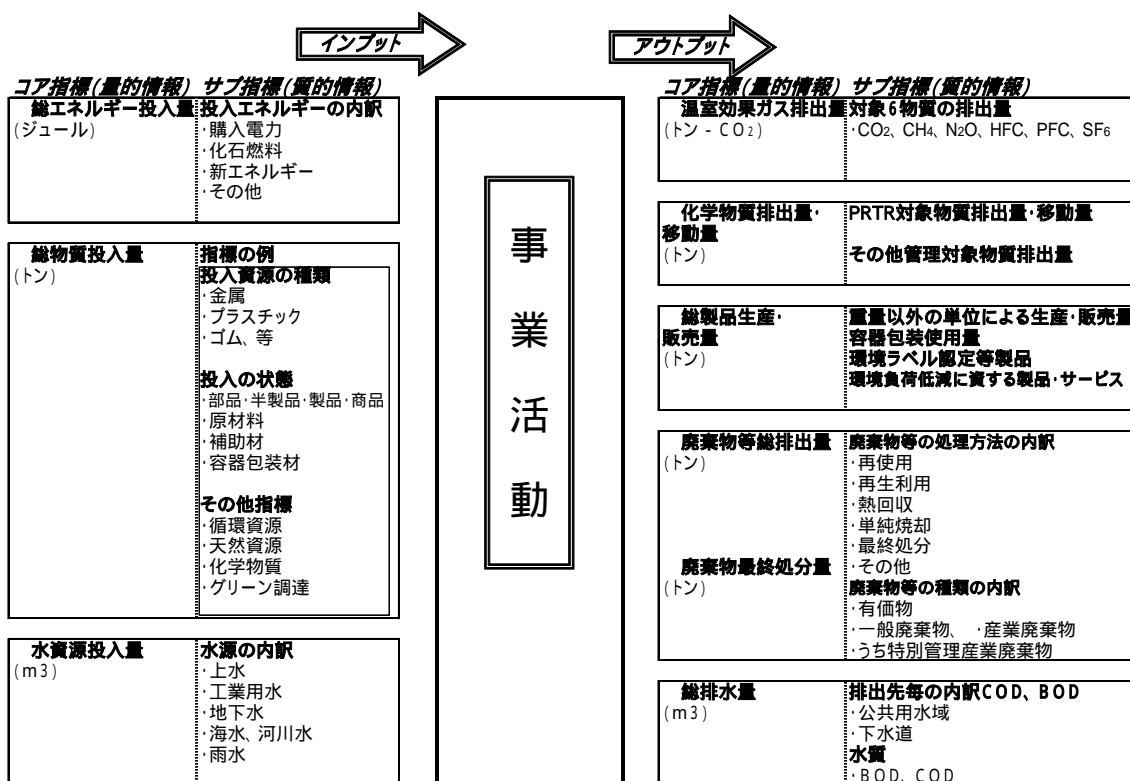 インプット
コア指標(量的情報) サブ指標(質的情報)
総エネルギー投入量 投入エネルギーの内訳
(ジュール) ・購入電力
・化石燃料
・新エネルギー
・その他
総物質投入量 指標の例
(トン) 投入資源の種類
・金属
・プラスチック
・ゴム、等
投入の状態
・部品・半製品・製品・商品
・原材料
・補助材
・容器包装材
その他指標
・循環資源
・天然資源
・化学物質
・グリーン調達
水資源投入量 水源の内訳
(m3) ・上水
・工業用水
・地下水
・海水、河川水
・雨水
事
業
活
動
アウトプット
コア指標(量的情報) サブ指標(質的情報)
温室効果ガス排出量 対象6物質の排出量
(トン-CO2) ・CO2、CH4、N2O、HFC、PFC、SF6
化学物質排出量・ PRTR対象物質排出量・移動量
移動量
(トン) その他管理対象物質排出量
総製品生産・ 重量以外の単位による生産・販売量
販売量 容器包装使用量
(トン) 環境ラベル認定等製品
環境負荷低減に資する製品・サービス
廃棄物等総排出量 廃棄物等の処理方法の内訳
(トン) ・再使用
・再生利用
・熱回収
・単純焼却
・最終処分
廃棄物最終処分量 ・その他
(トン) 廃棄物等の種類の内訳
・有価物
・一般廃棄物、 ・産業廃棄物
・うち特別管理産業廃棄物
総排水量 排出先毎の内訳COD、BOD
(m3) ・公共用水域
・下水道
水質
・BOD、COD